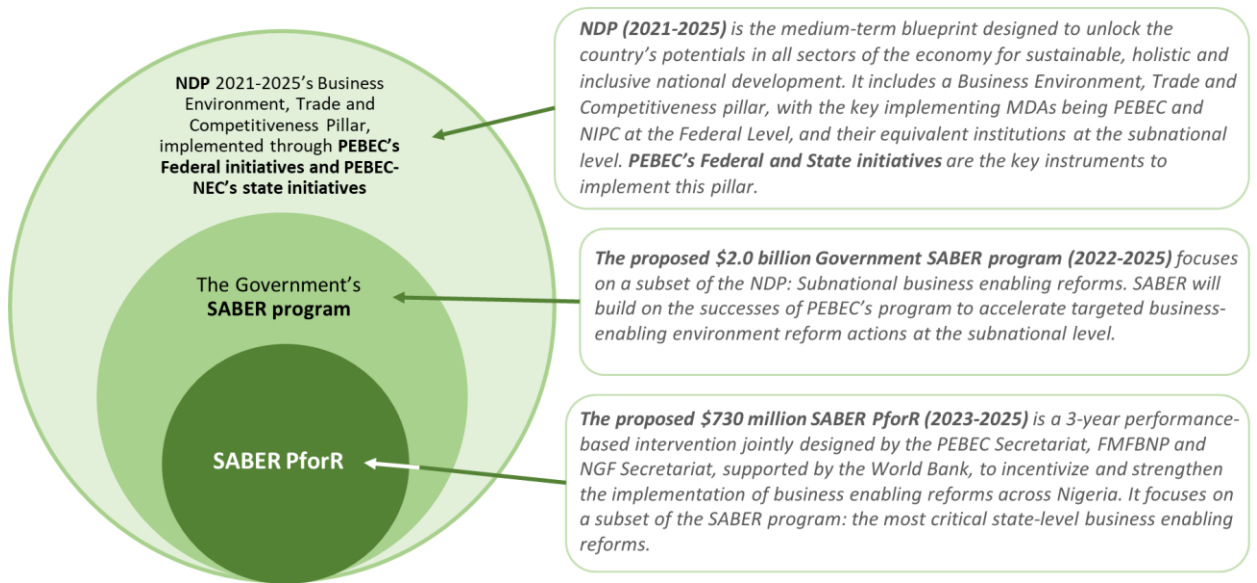 NDP 2021-2025's Business
Environment, Trade and
Competitiveness Pillar,
implemented through PEBEC's
Federal initiatives and PEBEC-
NEC's state initiatives
The Government's
SABER program
SABER PforR
NDP (2021-2025) is the medium-term blueprint designed to unlock the
country's potentials in all sectors of the economy for sustainable, holistic and
inclusive national development. It includes a Business Environment, Trade and
Competitiveness pillar, with the key implementing MDAs being PEBEC and
NIPC at the Federal Level, and their equivalent institutions at the subnational
level. PEBEC's Federal and State initiatives are the key instruments to
implement this pillar.
The proposed $2.0 billion Government SABER program (2022-2025) focuses
on a subset of the NDP: Subnational business enabling reforms. SABER will
build on the successes of PEBEC's program to accelerate targeted business-
enabling environment reform actions at the subnational level.
The proposed $730 million SABER PforR (2023-2025) is a 3-year performance-
based intervention jointly designed by the PEBEC Secretariat, FMFBNP and
NGF Secretariat, supported by the World Bank, to incentivize and strengthen
the implementation of business enabling reforms across Nigeria. It focuses on
a subset of the SABER program: the most critical state-level business enabling
reforms.